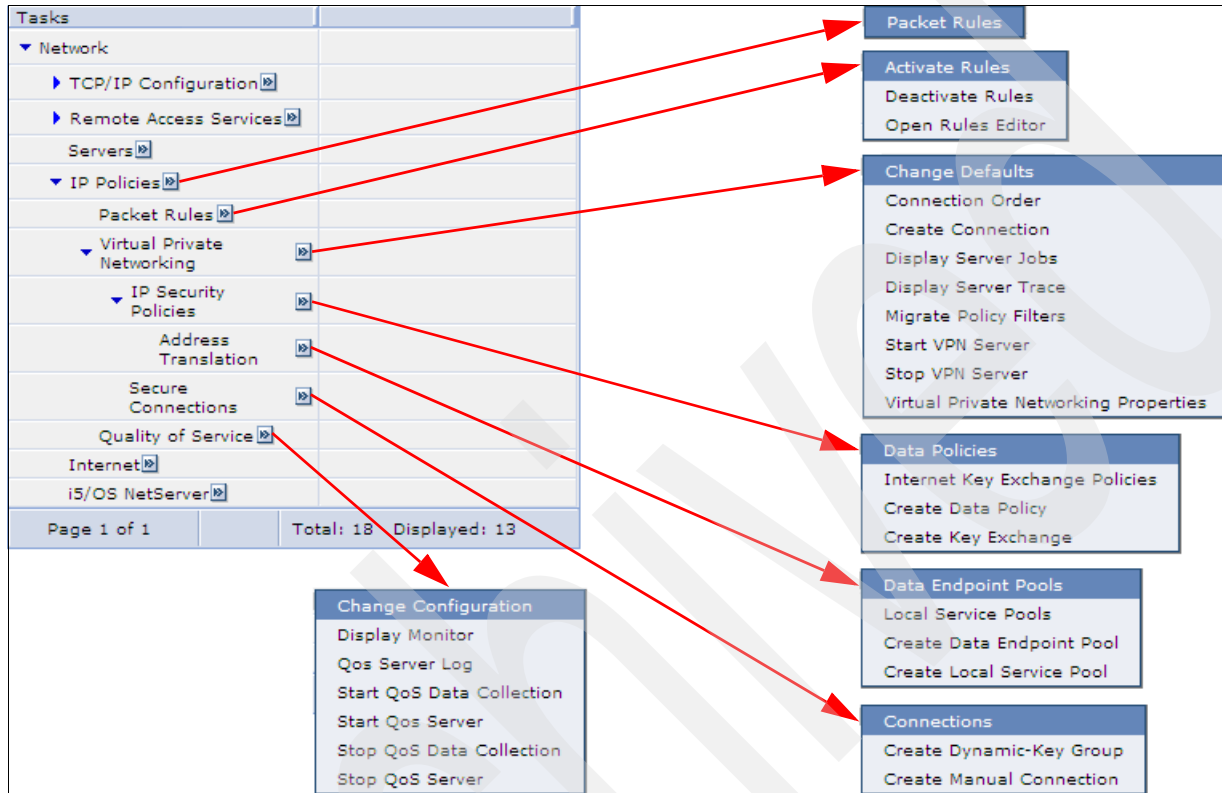 Tasks
Network
TCP/IP Configuration
Remote Access Services
Servers
IP Policies
Packet Rules
Virtual Private
Networking
IP Security
Policies
Address
Translation
Secure
Connections
Quality of Service
Internet
i5/OS NetServer
Page 1 of 1 Total: 18 Displayed: 13
Packet Rules
Activate Rules
Deactivate Rules
Open Rules Editor
Change Defaults
Connection Order
Create Connection
Display Server Jobs
Display Server Trace
Migrate Policy Filters
Start VPN Server
Stop VPN Server
Virtual Private Networking Properties
Data Policies
Internet Key Exchange Policies
Create Data Policy
Create Key Exchange
Data Endpoint Pools
Local Service Pools
Create Data Endpoint Pool
Create Local Service Pool
Connections
Create Dynamic-Key Group
Create Manual Connection
Change Configuration
Display Monitor
Qos Server Log
Start QoS Data Collection
Start Qos Server
Stop QoS Data Collection
Stop QoS Server